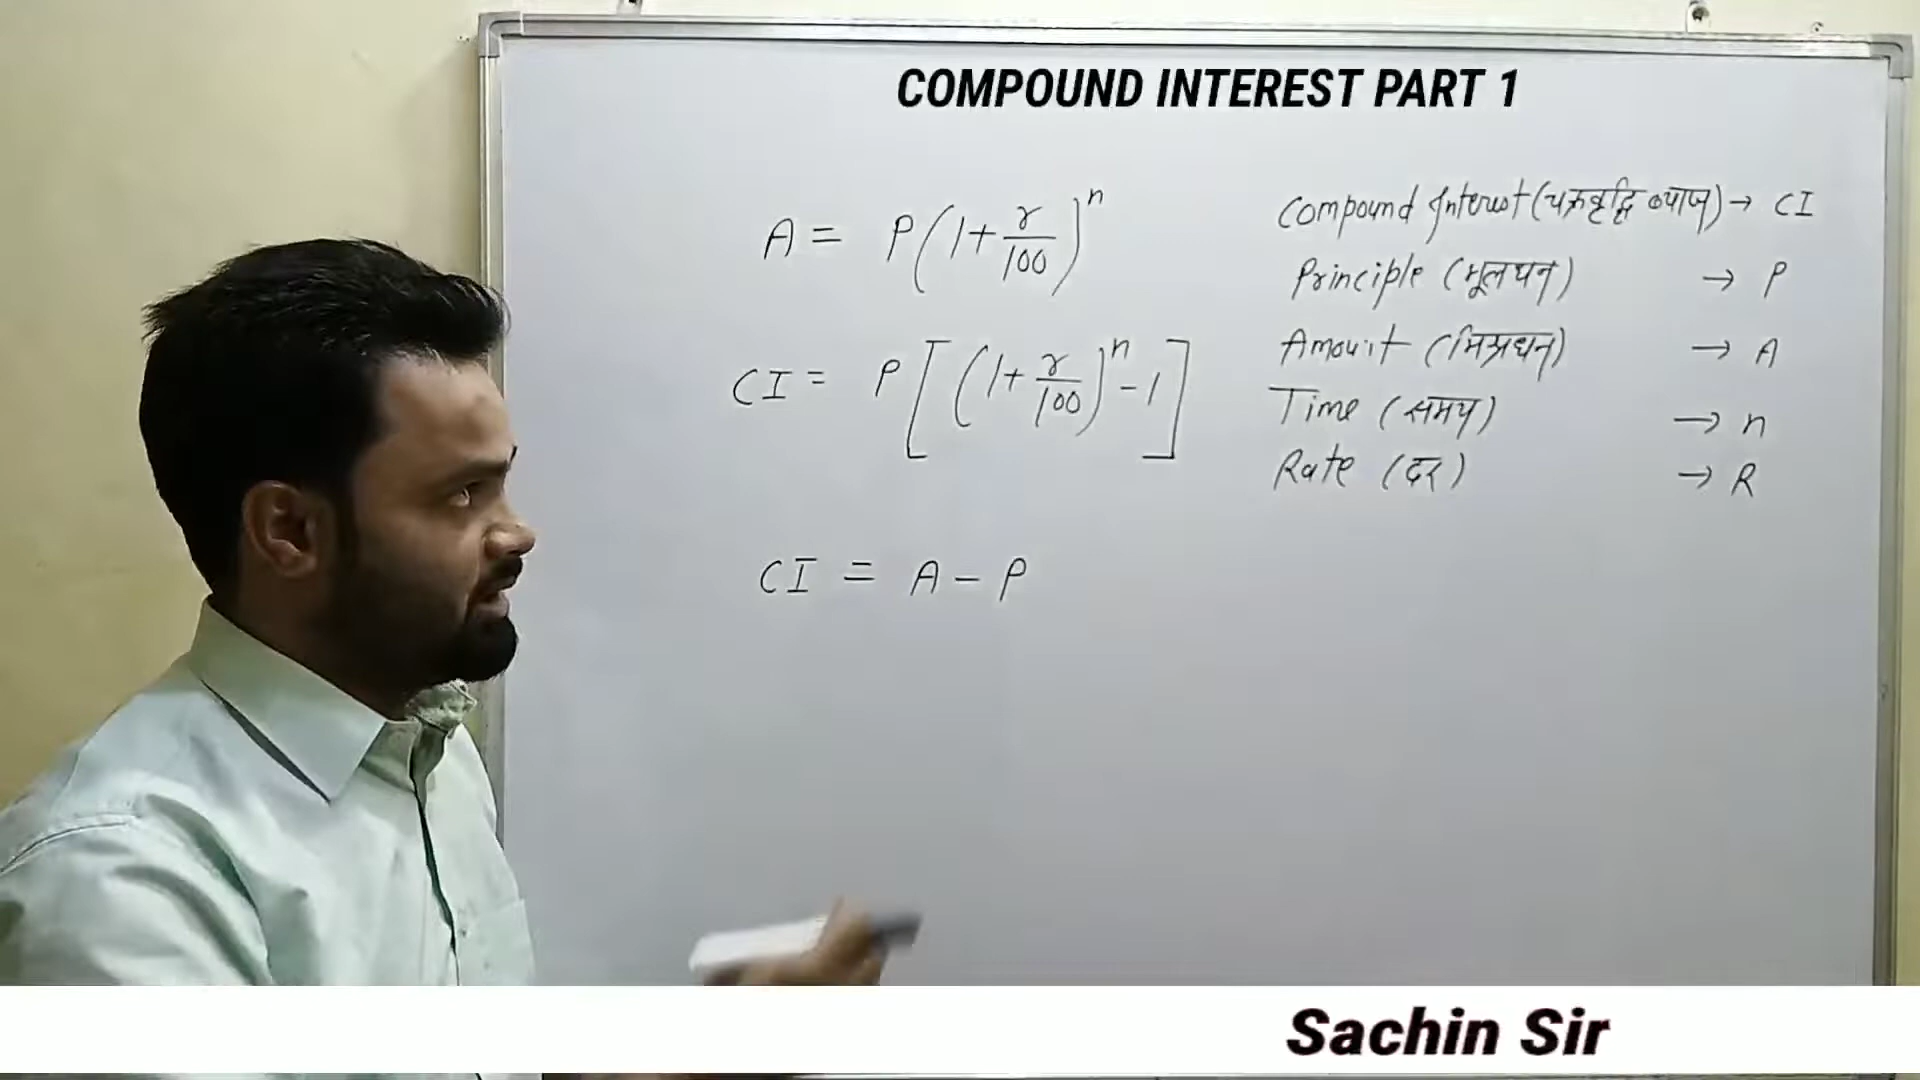 COMPOUND INTEREST PART 1
A = P(1+r/100)^n
CI = P[(1+r/100)^n-1]
CI = A-P
Compound Interest (चक्रवृद्धि ब्याज) → CI
Principle (मूलधन) → P
Amount (मिश्रधन) → A
Time (समय) → n
Rate (दर) → R
Sachin Sir